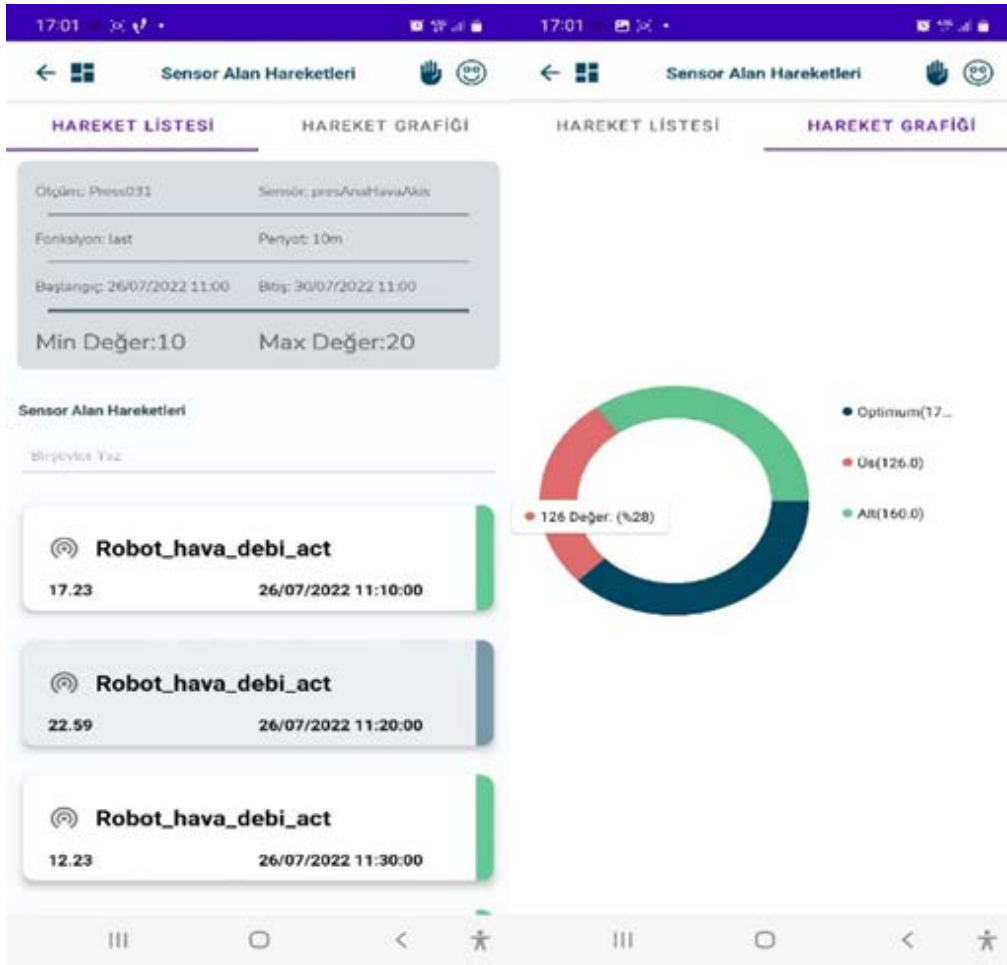 17:01
Sensor Alan Hareketleri
HAREKET LİSTESİ
HAREKET GRAFİĞİ
Ölçüm: Press031
Sensör: presAnaHavaAkis
Fonksiyon: last
Periyot: 10m
Başlangıç: 26/07/2022 11:00
Bitiş: 30/07/2022 11:00
Min Değer:10
Max Değer:20
Sensor Alan Hareketleri
Birşeyler Yaz
Robot_hava_debi_act
17.23
26/07/2022 11:10:00
Robot_hava_debi_act
22.59
26/07/2022 11:20:00
Robot_hava_debi_act
12.23
26/07/2022 11:30:00
17:01
Sensor Alan Hareketleri
HAREKET LİSTESİ
HAREKET GRAFİĞİ
Optimum(17...
Üs(126.0)
126 Değer: (%28)
Alt(160.0)